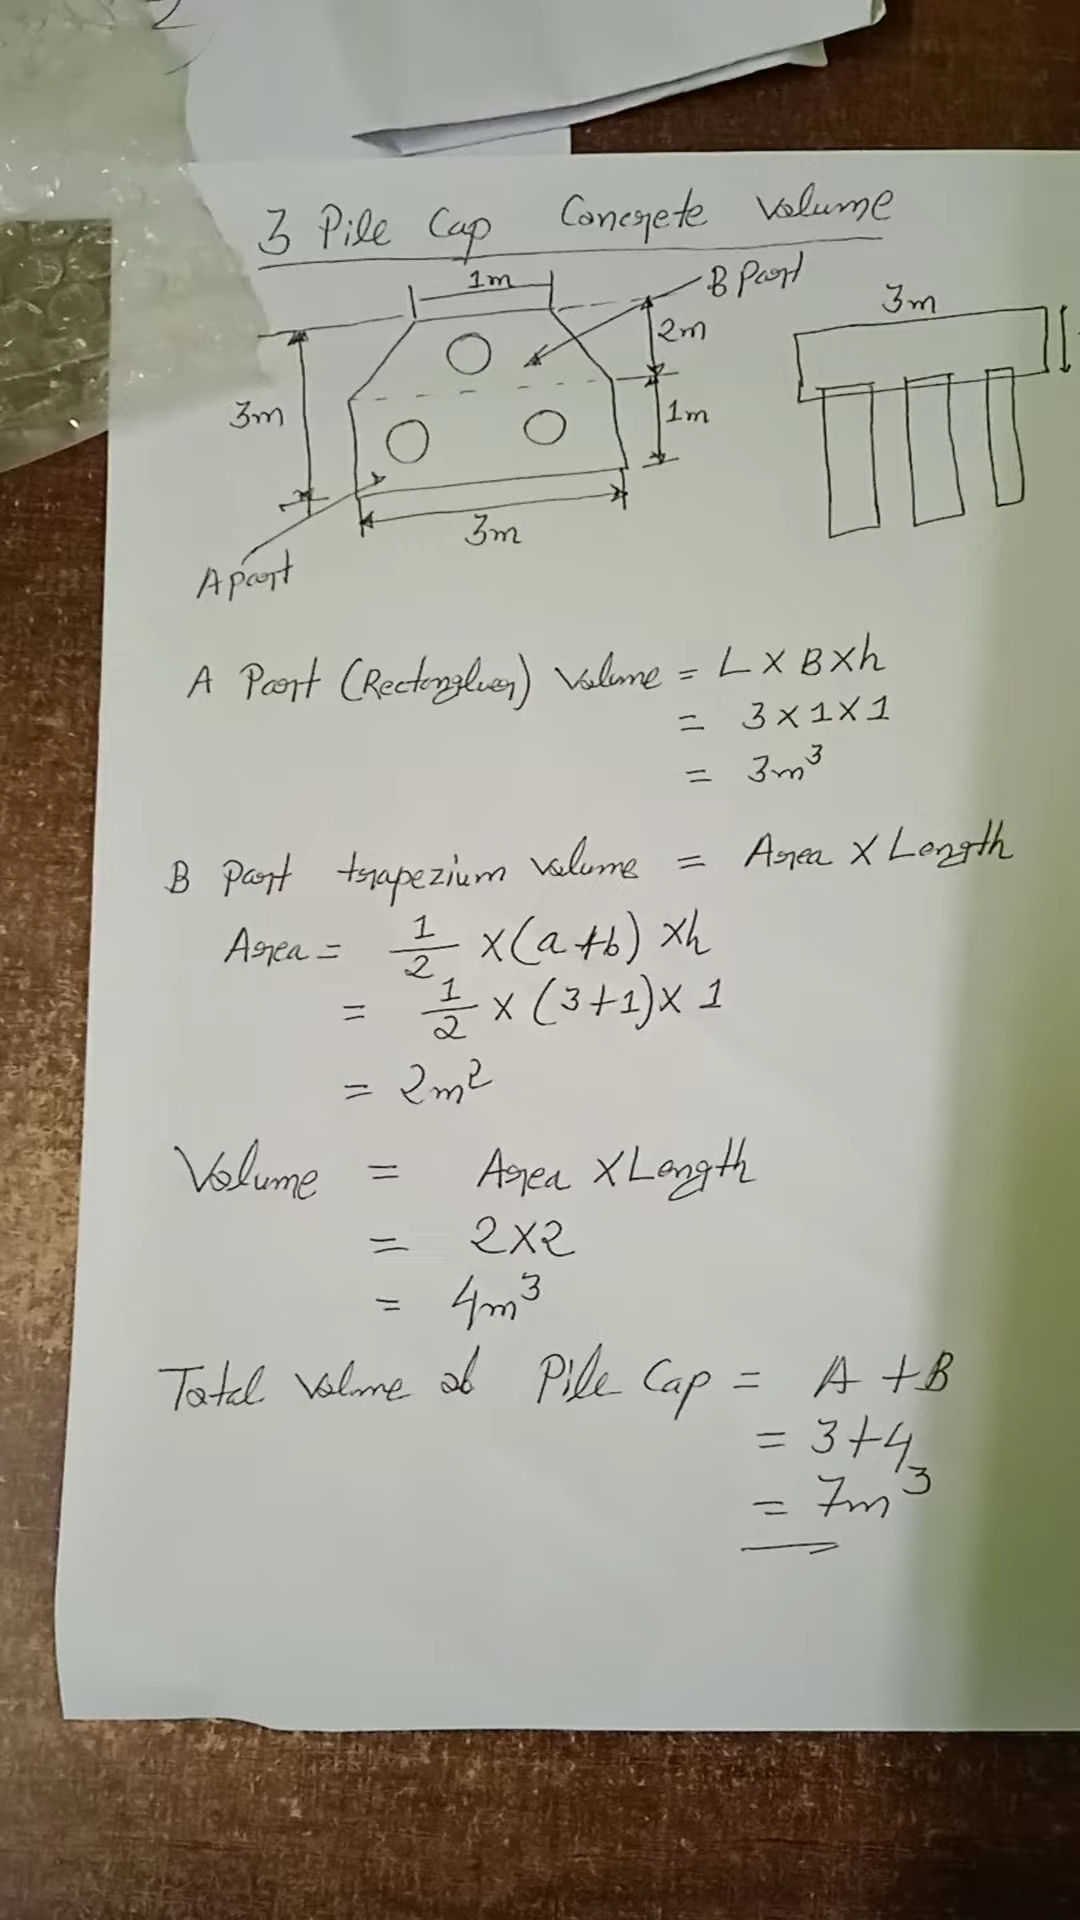 3 Pile Cap Concrete Volume
1m
B Part
3m
2m
3m
1m
3m
A part
A Part (Rectangluer) Volume = L X B X h
= 3 X 1 X 1
= 3m³
B Part trapezium Volume = Area X Length
Area = 1/2 X (a+b) X h
= 1/2 X (3+1) X 1
= 2m²
Volume = Area X Length
= 2X2
= 4m³
Total Volme of Pile Cap = A + B
= 3+4
= 7m³